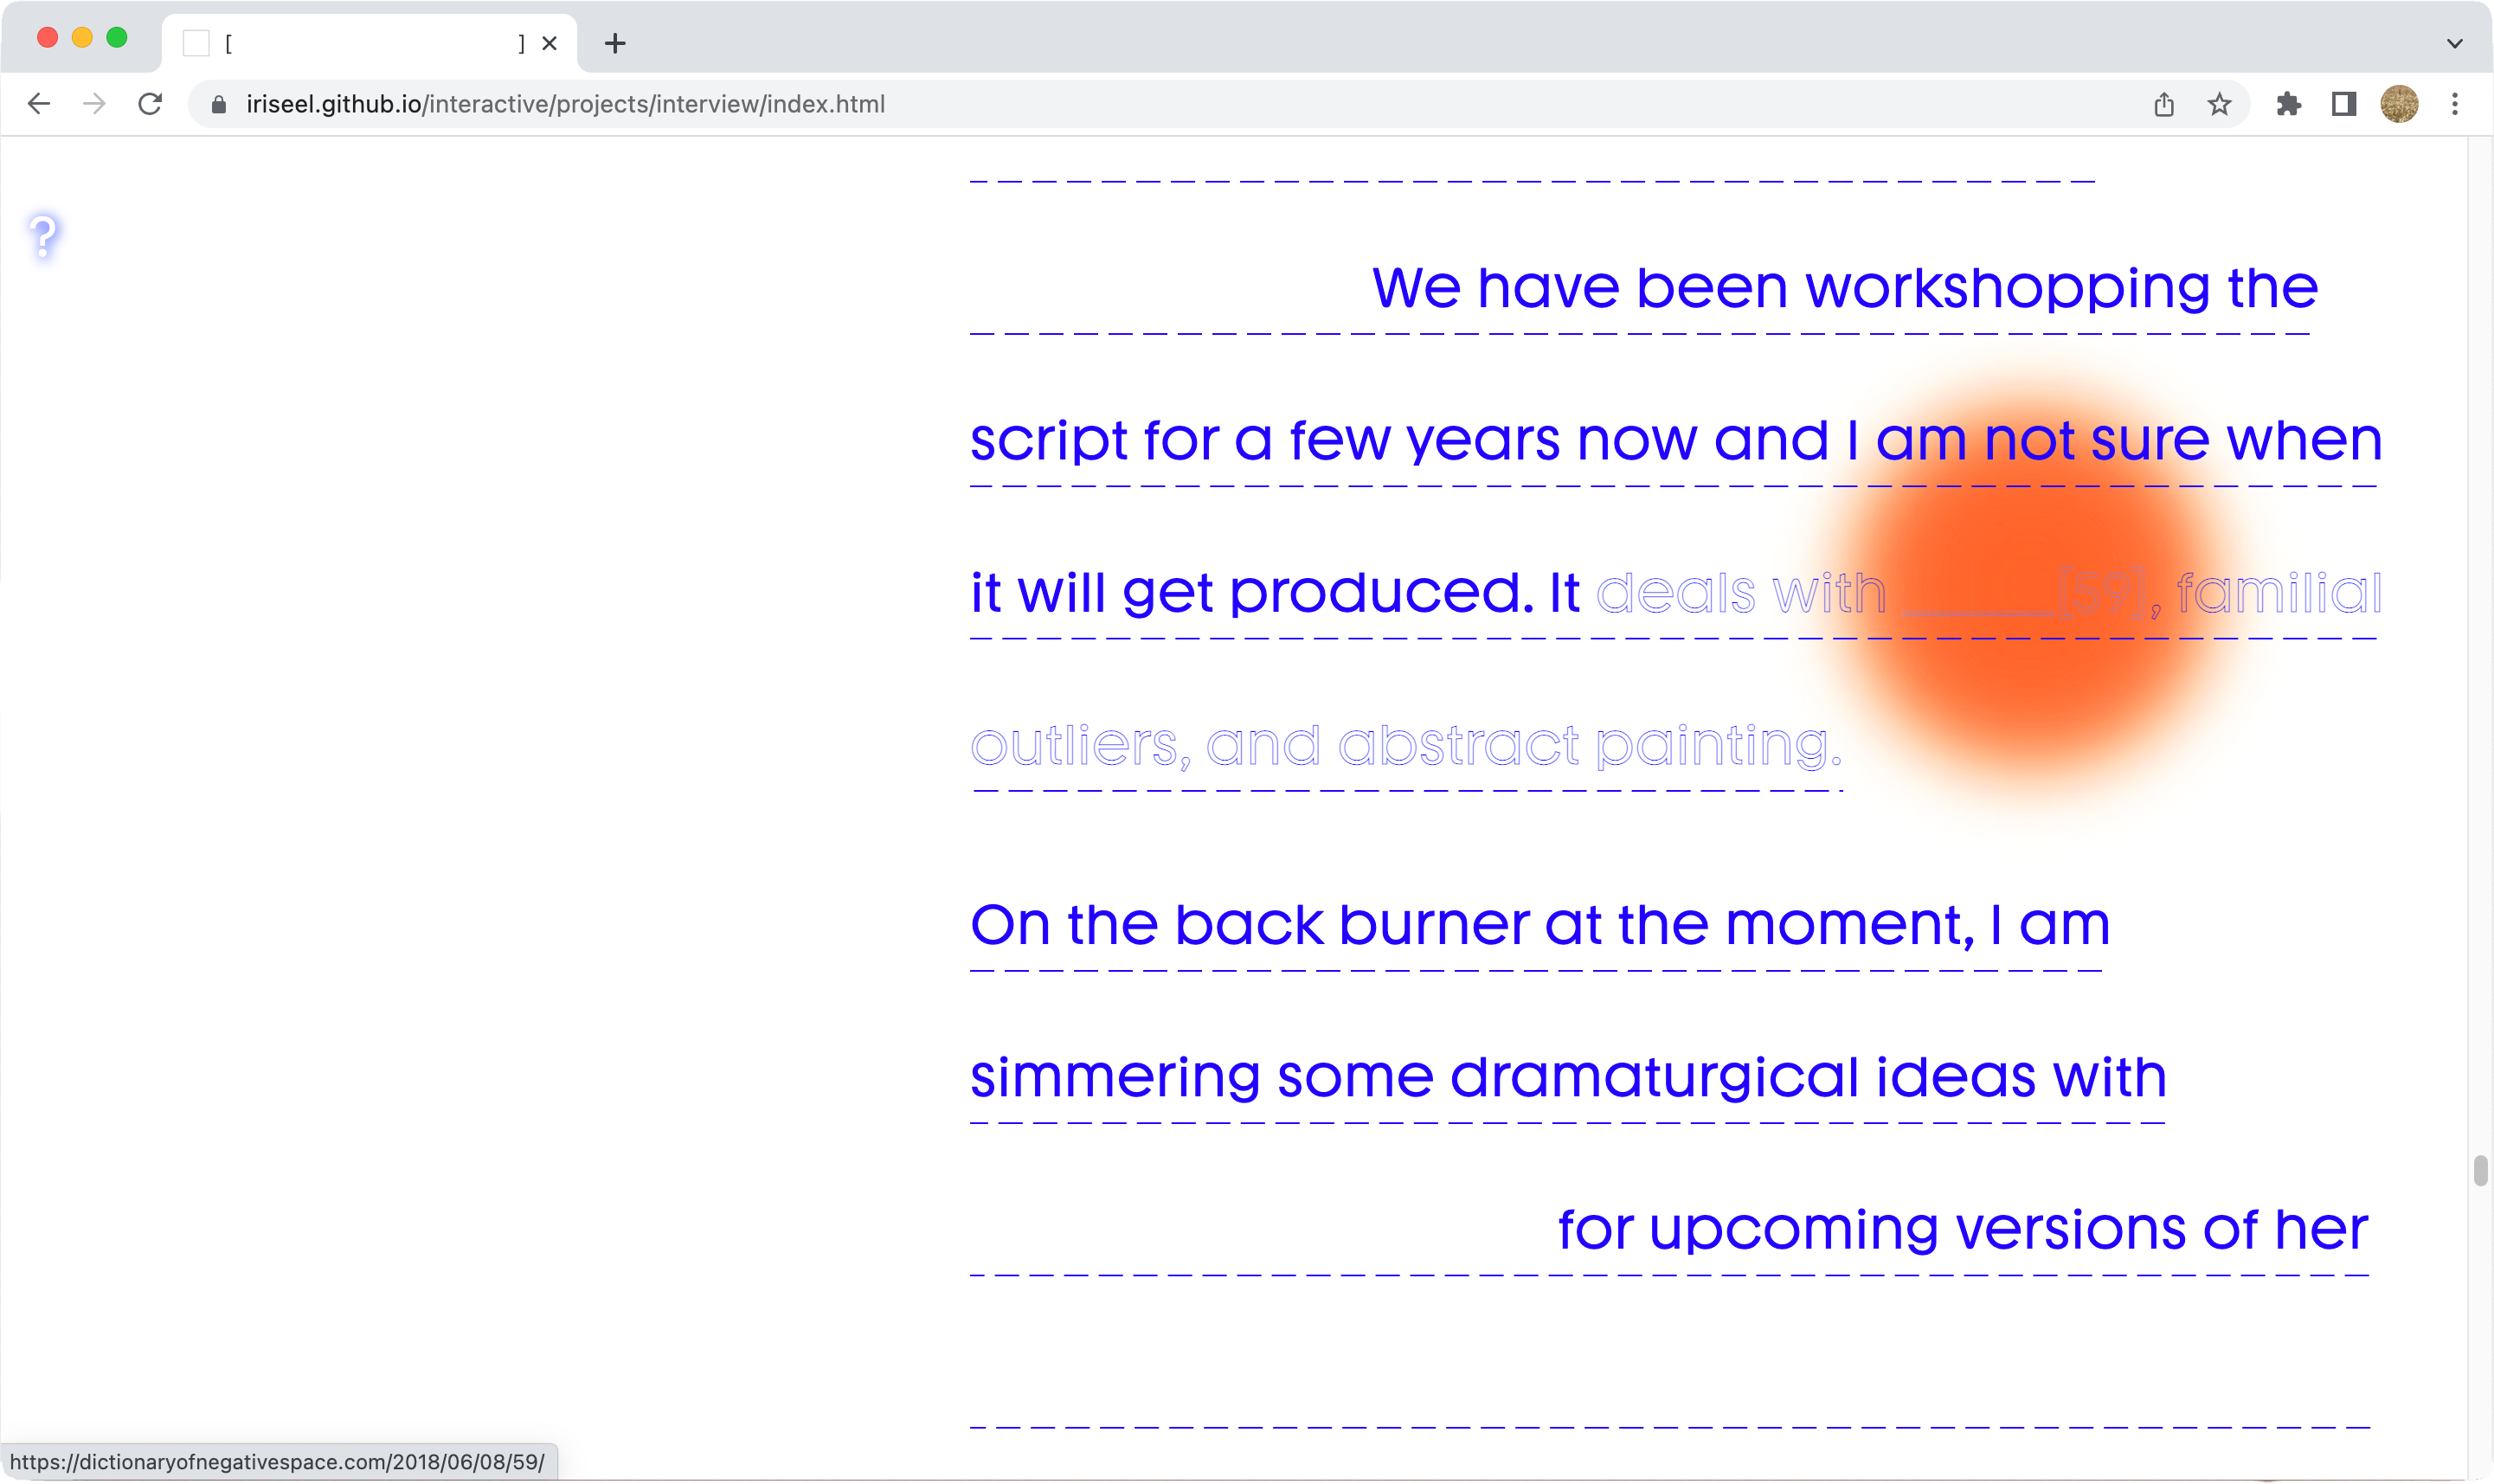 [ ]
iriseel.github.io/interactive/projects/interview/index.html
?
We have been workshopping the
script for a few years now and I am not sure when
it will get produced. It deals with ______[59], familial
outliers, and abstract painting.
On the back burner at the moment, I am
simmering some dramaturgical ideas with
for upcoming versions of her
https://dictionaryofnegativespace.com/2018/06/08/59/